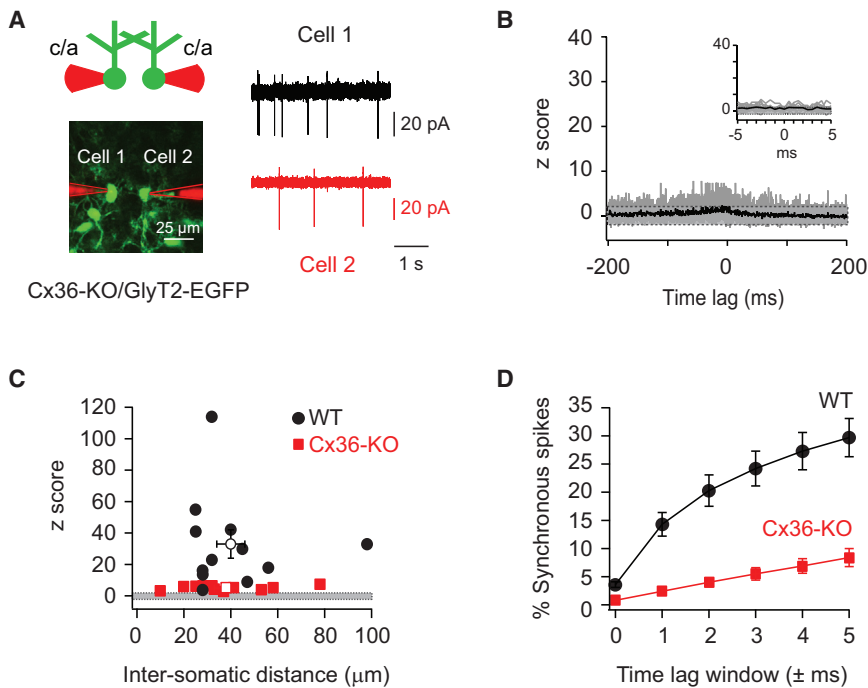 A
c/a
c/a
Cell 1
Cell 1
Cell 2
25 µm
20 pA
20 pA
Cell 2
1 s
Cx36-KO/GlyT2-EGFP
B
z score
40
30
20
10
0
-200
-100
0
100
200
Time lag (ms)
40
0
-5
0
5
ms
C
z score
120
100
80
60
40
20
0
0
20
40
60
80
100
Inter-somatic distance (µm)
WT
Cx36-KO
D
% Synchronous spikes
35
30
25
20
15
10
5
0
0
1
2
3
4
5
Time lag window (± ms)
WT
Cx36-KO